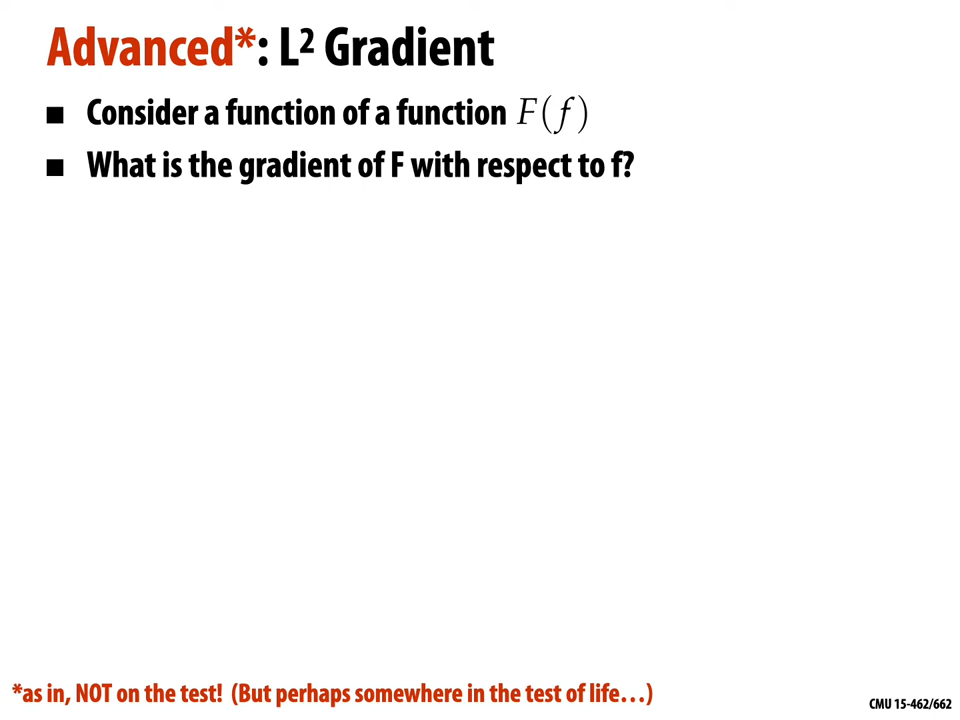 Advanced*: L² Gradient
■ Consider a function of a function F(f)
■ What is the gradient of F with respect to f?
*as in, NOT on the test! (But perhaps somewhere in the test of life…)
CMU 15-462/662